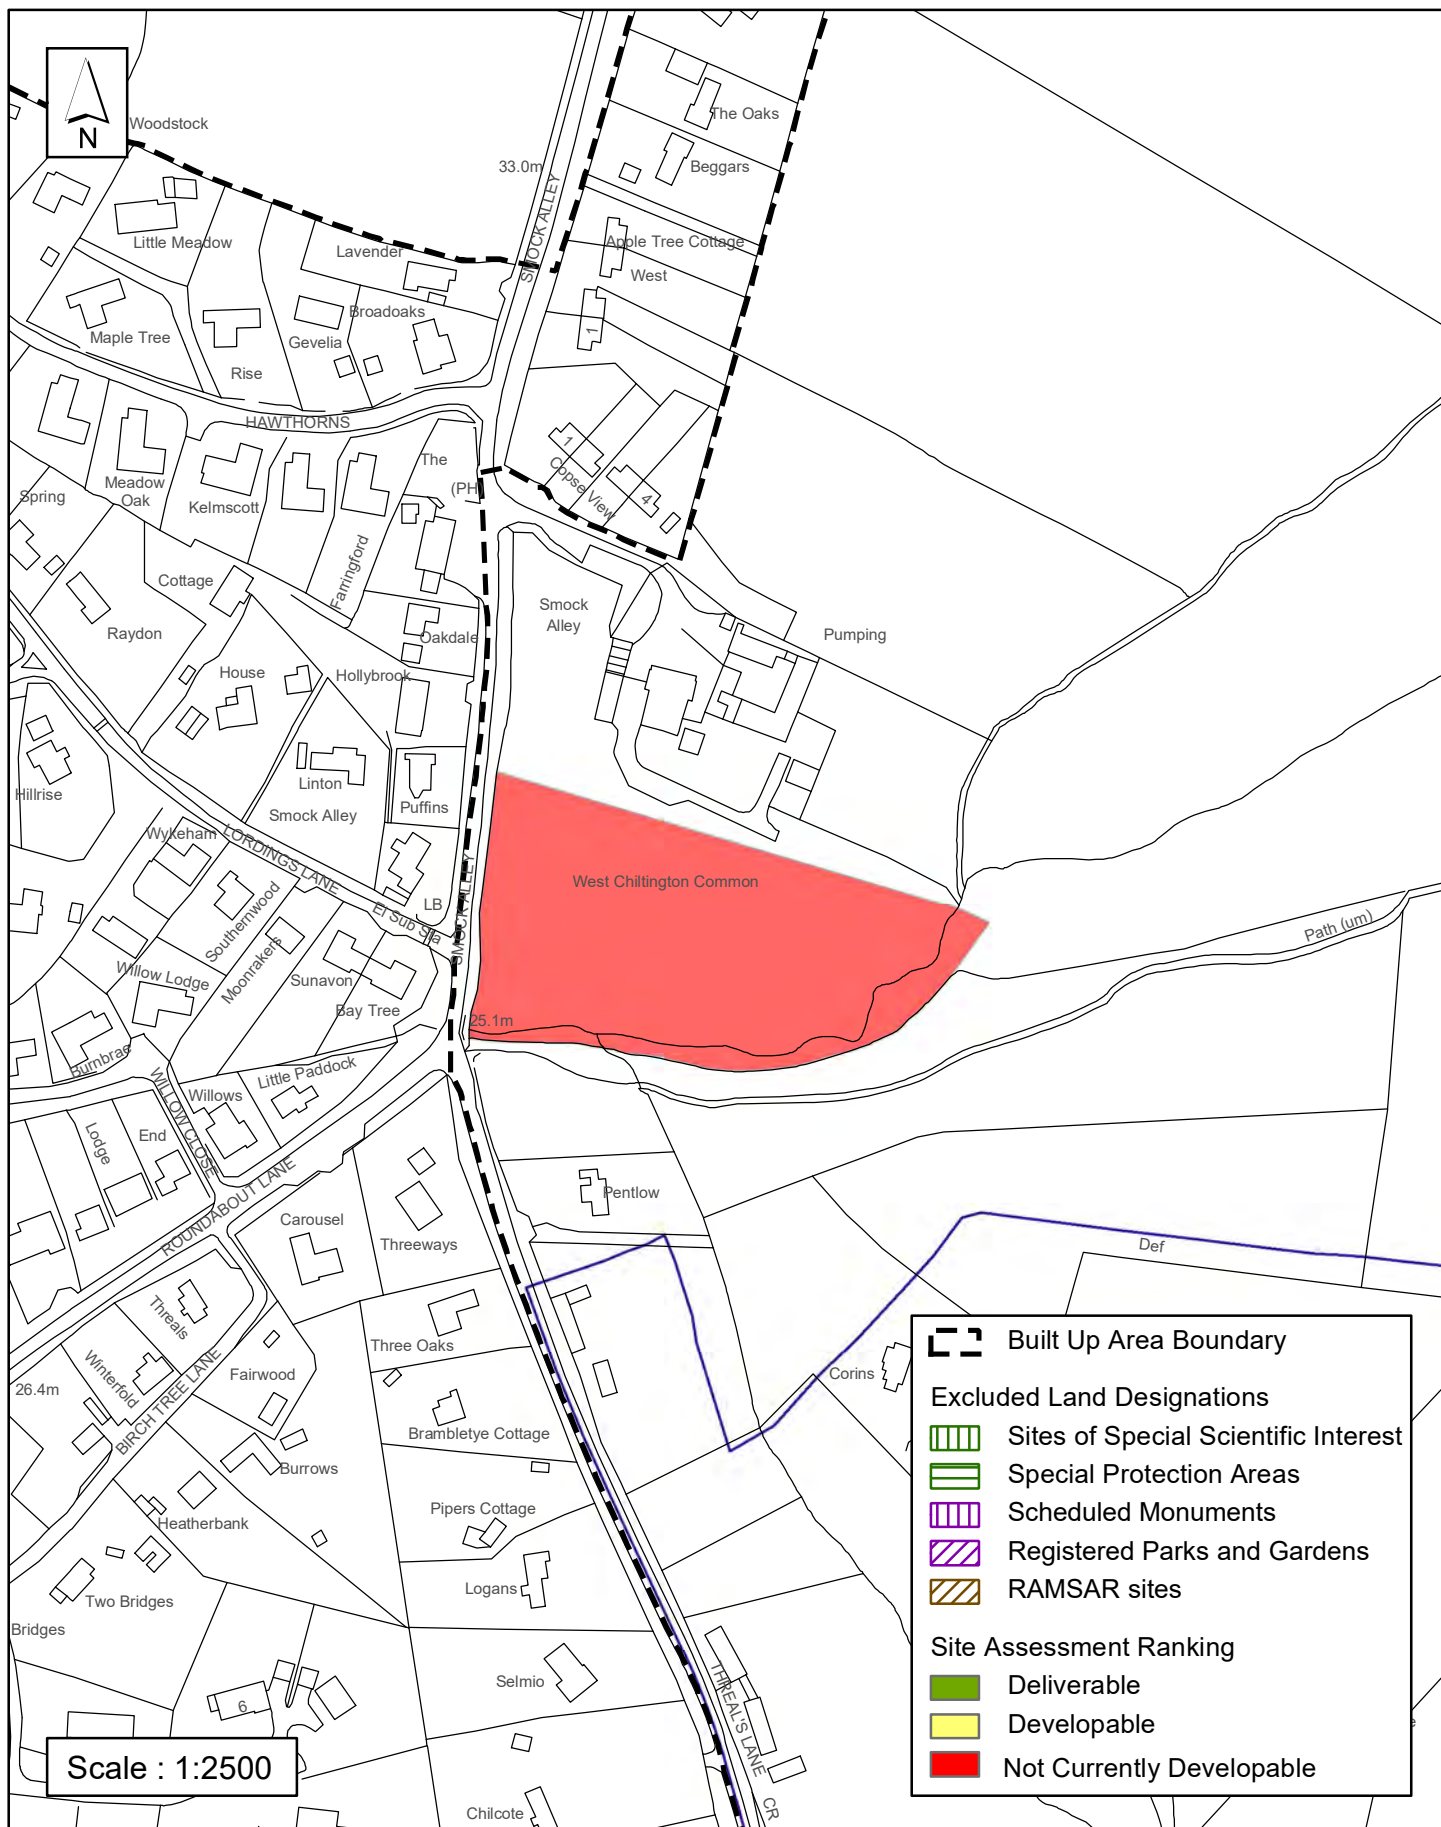 N
Woodstock
The Oaks
33.0m
Beggars
SMOCK ALLEY
Little Meadow
Lavender
Apple Tree Cottage
West
Broadoaks
Maple Tree
Gevelia
1
Rise
HAWTHORNS
The
(PH
1
Copse View
4
Meadow
Oak
Spring
Kelmscott
Farringford
Cottage
Smock
Alley
Raydon
Oakdale
Pumping
House
Hollybrook
Linton
Hillrise
Puffins
Smock Alley
Wykeham
LORDINGS LANE
West Chiltington Common
SMOCK ALLEY
LB
El Sub Sta
Southernwood
Moonrakers
Path (um)
Willow Lodge
Sunavon
Bay Tree
25.1m
Burnbrae
Little Paddock
WILLOW CLOSE
Willows
Lodge
End
Pentlow
ROUNDABOUT LANE
Carousel
Threeways
Def
Threals
Three Oaks
Winterfold
Fairwood
26.4m
Corins
BIRCH TREE LANE
Brambletye Cottage
Burrows
Pipers Cottage
Heatherbank
Logans
Two Bridges
Bridges
Selmio
THREAL'S LANE
6
CR
Chilcote
Scale : 1:2500
Built Up Area Boundary
Excluded Land Designations
Sites of Special Scientific Interest
Special Protection Areas
Scheduled Monuments
Registered Parks and Gardens
RAMSAR sites
Site Assessment Ranking
Deliverable
Developable
Not Currently Developable
e